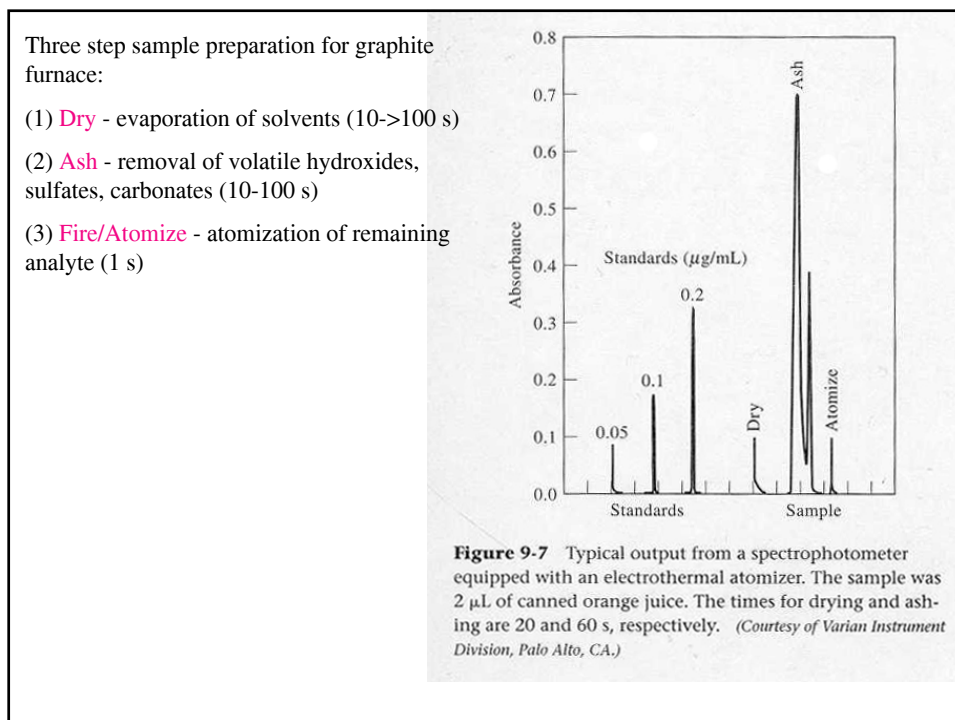 Three step sample preparation for graphite
furnace:
(1) Dry - evaporation of solvents (10->100 s)
(2) Ash - removal of volatile hydroxides,
sulfates, carbonates (10-100 s)
(3) Fire/Atomize - atomization of remaining
analyte (1 s)
0.8
0.7
0.6
0.5
0.4
0.3
0.2
0.1
0.0
Absorbance
Standards (μg/mL)
0.05
0.1
0.2
Dry
Ash
Atomize
Standards
Sample
Figure 9-7 Typical output from a spectrophotometer
equipped with an electrothermal atomizer. The sample was
2 μL of canned orange juice. The times for drying and ash-
ing are 20 and 60 s, respectively. (Courtesy of Varian Instrument
Division, Palo Alto, CA.)